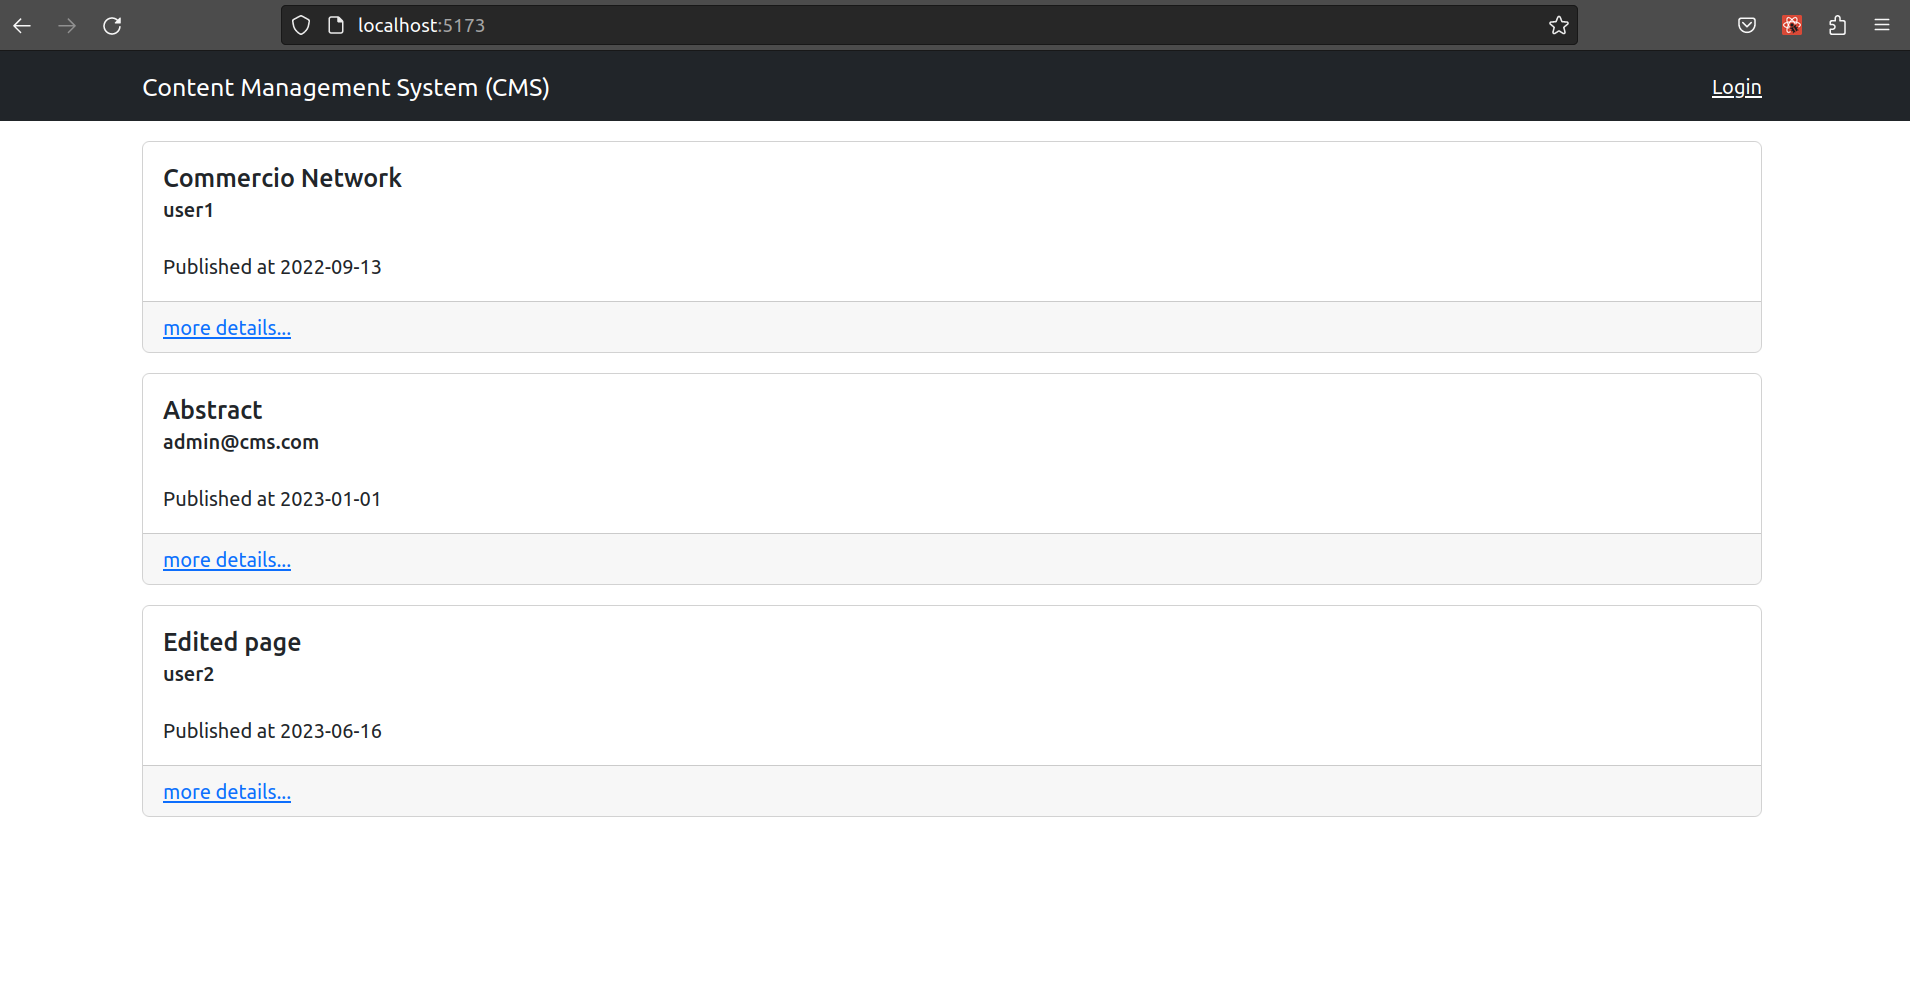 localhost:5173
Content Management System (CMS)
Login
Commercio Network
user1
Published at 2022-09-13
more details...
Abstract
admin@cms.com
Published at 2023-01-01
more details...
Edited page
user2
Published at 2023-06-16
more details...